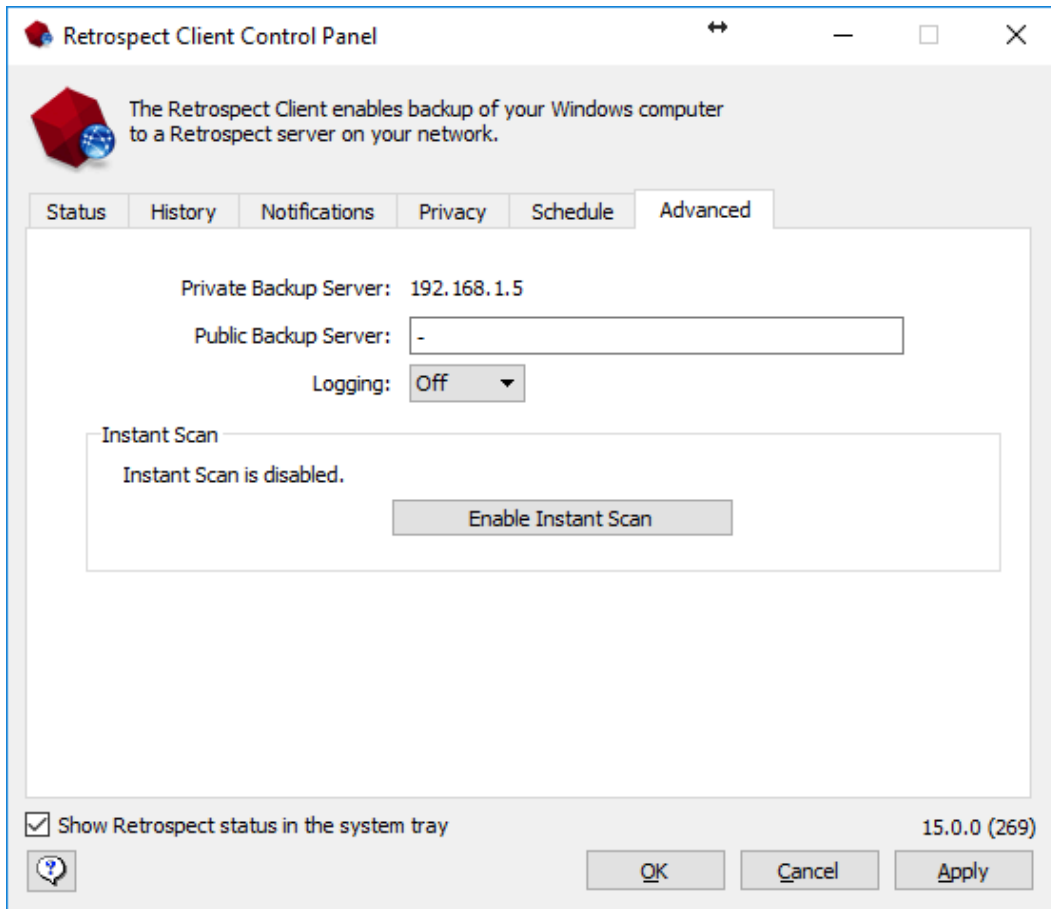 Retrospect Client Control Panel
The Retrospect Client enables backup of your Windows computer
to a Retrospect server on your network.
Status History Notifications Privacy Schedule Advanced
Private Backup Server: 192.168.1.5
Public Backup Server: -
Logging: Off
Instant Scan
Instant Scan is disabled.
Enable Instant Scan
Show Retrospect status in the system tray
15.0.0 (269)
? OK Cancel Apply